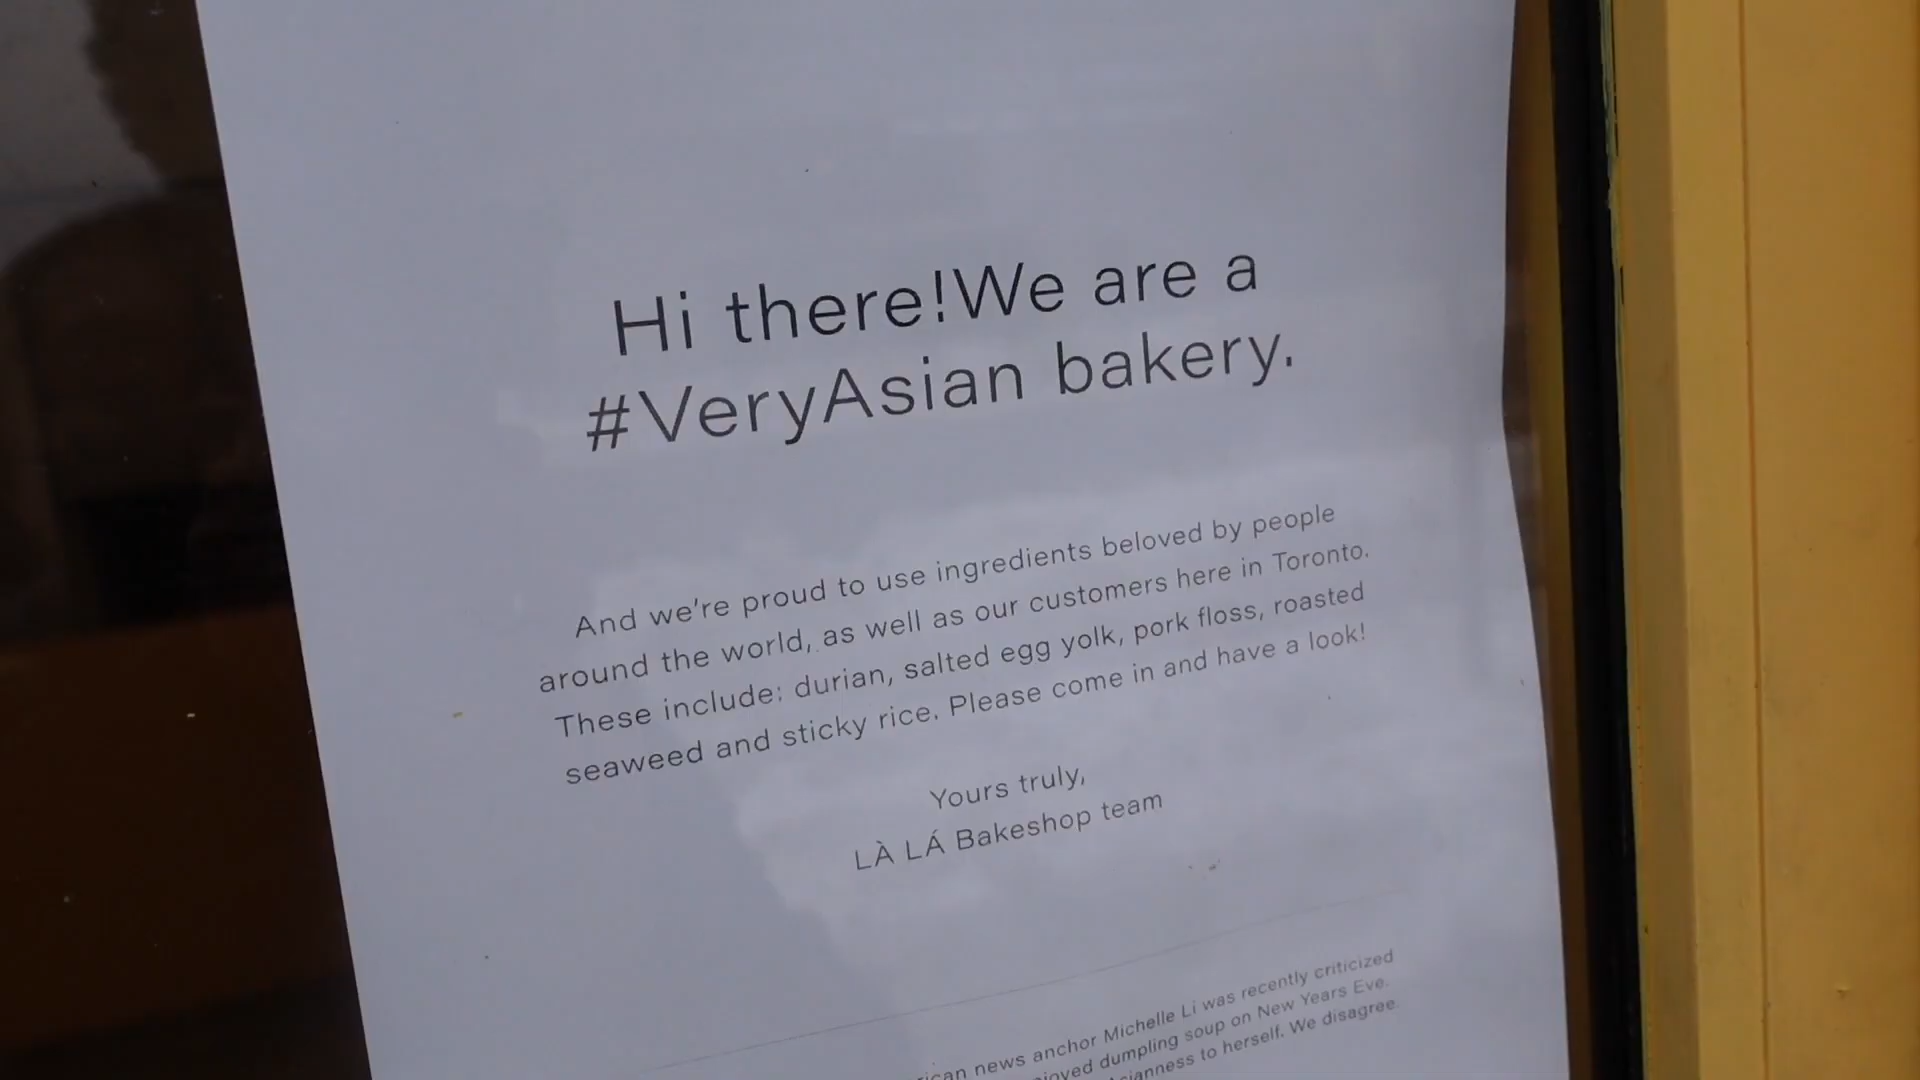 Hi there!We are a
#VeryAsian bakery.
And we're proud to use ingredients beloved by people
around the world, as well as our customers here in Toronto.
These include: durian, salted egg yolk, pork floss, roasted
seaweed and sticky rice. Please come in and have a look!
Yours truly,
LÀ LÁ Bakeshop team
news anchor Michelle Li was recently criticized
dumpling soup on New Years Eve.
to herself. We disagree